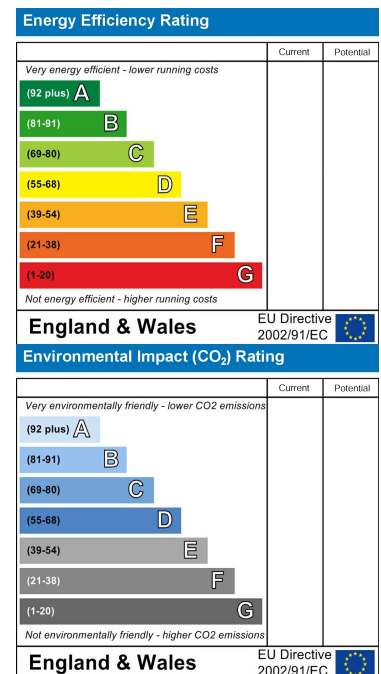 Energy Efficiency Rating
Current Potential
Very energy efficient - lower running costs
(92 plus) A
(81-91) B
(69-80) C
(55-68) D
(39-54) E
(21-38) F
(1-20) G
Not energy efficient - higher running costs
England & Wales
EU Directive
2002/91/EC
Environmental Impact (CO₂) Rating
Current Potential
Very environmentally friendly - lower CO2 emissions
(92 plus) A
(81-91) B
(69-80) C
(55-68) D
(39-54) E
(21-38) F
(1-20) G
Not environmentally friendly - higher CO2 emissions
England & Wales
EU Directive
2002/91/EC